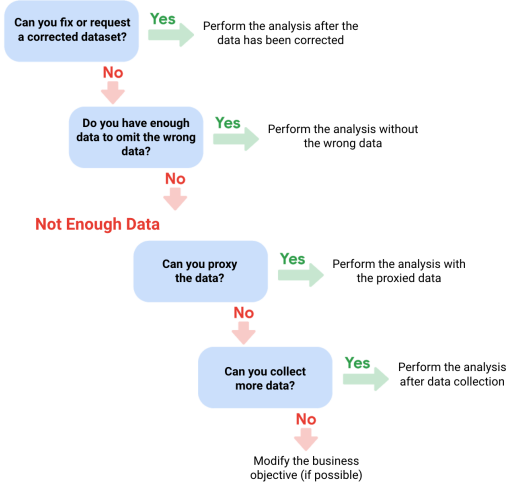 Can you fix or request
a corrected dataset?
Yes
Perform the analysis after the
data has been corrected
No
Do you have enough
data to omit the wrong
data?
Yes
Perform the analysis without
the wrong data
No
Not Enough Data
Can you proxy
the data?
Yes
Perform the analysis with
the proxied data
No
Can you collect
more data?
Yes
Perform the analysis
after data collection
No
Modify the business
objective (if possible)